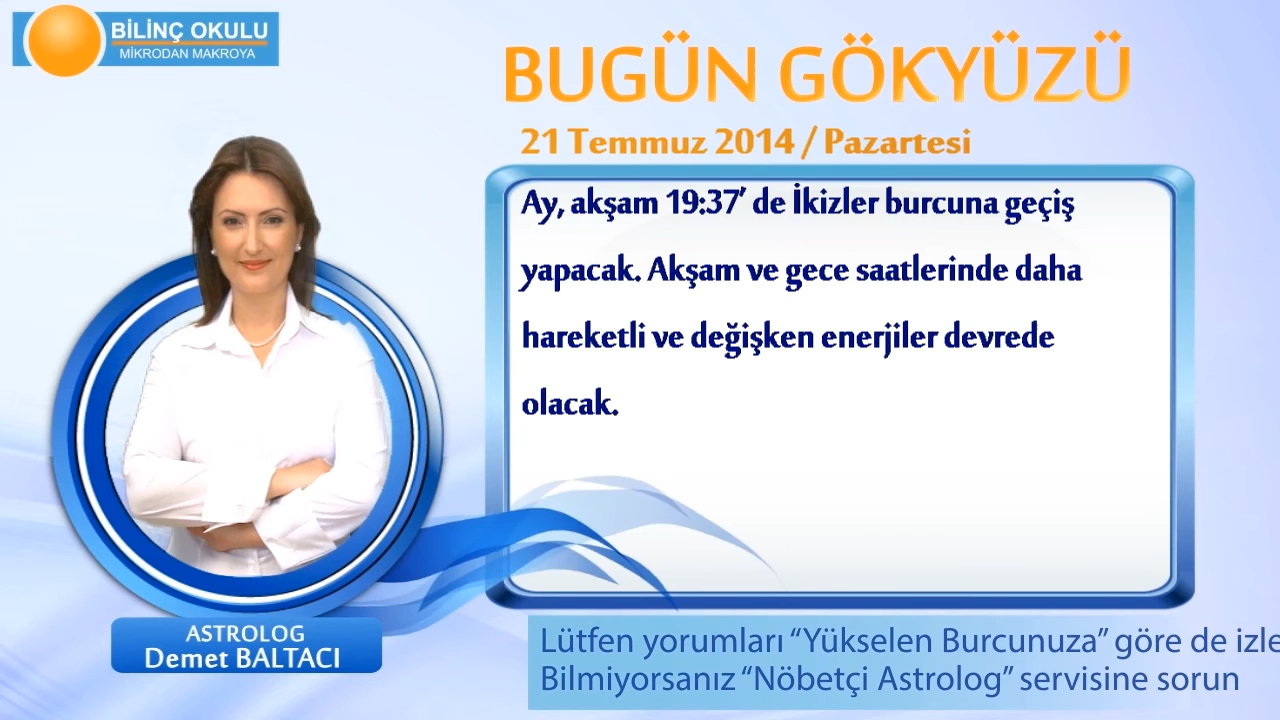 BİLİNÇ OKULU
MİKRODAN MAKROYA
BUGÜN GÖKYÜZÜ
21 Temmuz 2014 / Pazartesi
Ay, akşam 19:37' de İkizler burcuna geçiş
yapacak. Akşam ve gece saatlerinde daha
hareketli ve değişken enerjiler devrede
olacak.
ASTROLOG
Demet BALTACI
Lütfen yorumları “Yükselen Burcunuza” göre de izle
Bilmiyorsanız “Nöbetçi Astrolog” servisine sorun